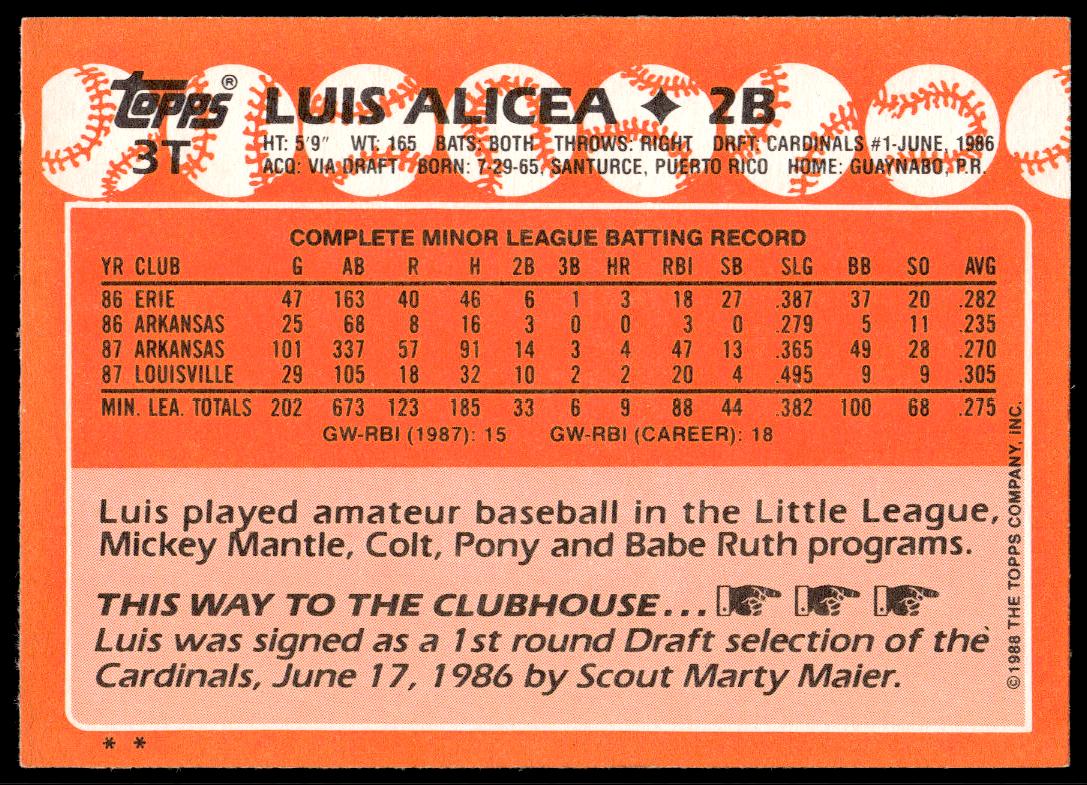 topps® LUIS ALICEA ✦ 2B
3T
HT: 5'9" WT: 165 BATS: BOTH THROWS: RIGHT DRFT: CARDINALS #1-JUNE, 1986
ACQ: VIA DRAFT BORN: 7-29-65, SANTURCE, PUERTO RICO HOME: GUAYNABO, P.R.
COMPLETE MINOR LEAGUE BATTING RECORD
YR CLUB G AB R H 2B 3B HR RBI SB SLG BB SO AVG
86 ERIE 47 163 40 46 6 1 3 18 27 .387 37 20 .282
86 ARKANSAS 25 68 8 16 3 0 0 3 0 .279 5 11 .235
87 ARKANSAS 101 337 57 91 14 3 4 47 13 .365 49 28 .270
87 LOUISVILLE 29 105 18 32 10 2 2 20 4 .495 9 9 .305
MIN. LEA. TOTALS 202 673 123 185 33 6 9 88 44 .382 100 68 .275
GW-RBI (1987): 15 GW-RBI (CAREER): 18
Luis played amateur baseball in the Little League,
Mickey Mantle, Colt, Pony and Babe Ruth programs.
THIS WAY TO THE CLUBHOUSE...
Luis was signed as a 1st round Draft selection of the
Cardinals, June 17, 1986 by Scout Marty Maier.
© 1988 THE TOPPS COMPANY, INC.
* *